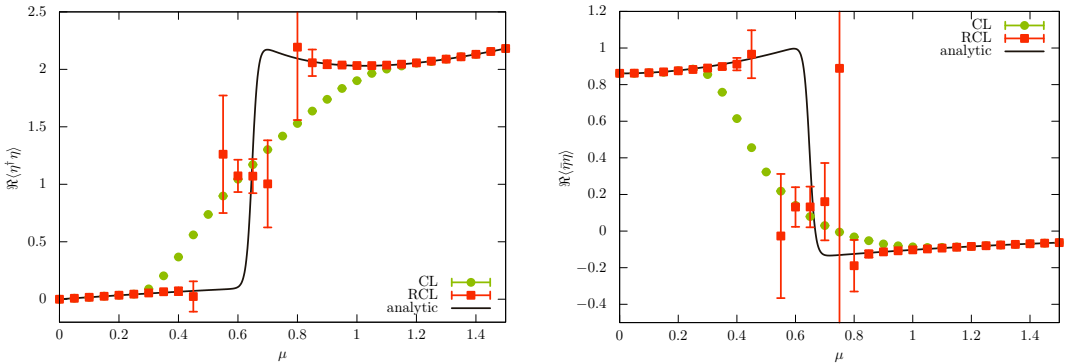 2.5
2
1.5
1
0.5
0
ℜ⟨η†η⟩
0 0.2 0.4 0.6 0.8 1 1.2 1.4
μ
CL
RCL
analytic
1.2
1
0.8
0.6
0.4
0.2
0
−0.2
−0.4
ℜ⟨η̄η⟩
0 0.2 0.4 0.6 0.8 1 1.2 1.4
μ
CL
RCL
analytic